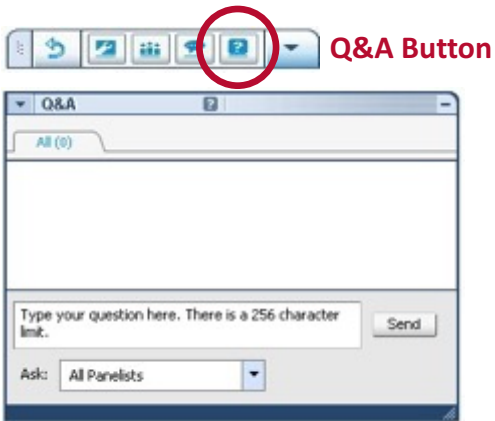 Q&A Button
Q&A
All (0)
Type your question here. There is a 256 character
limit.
Send
Ask: All Panelists